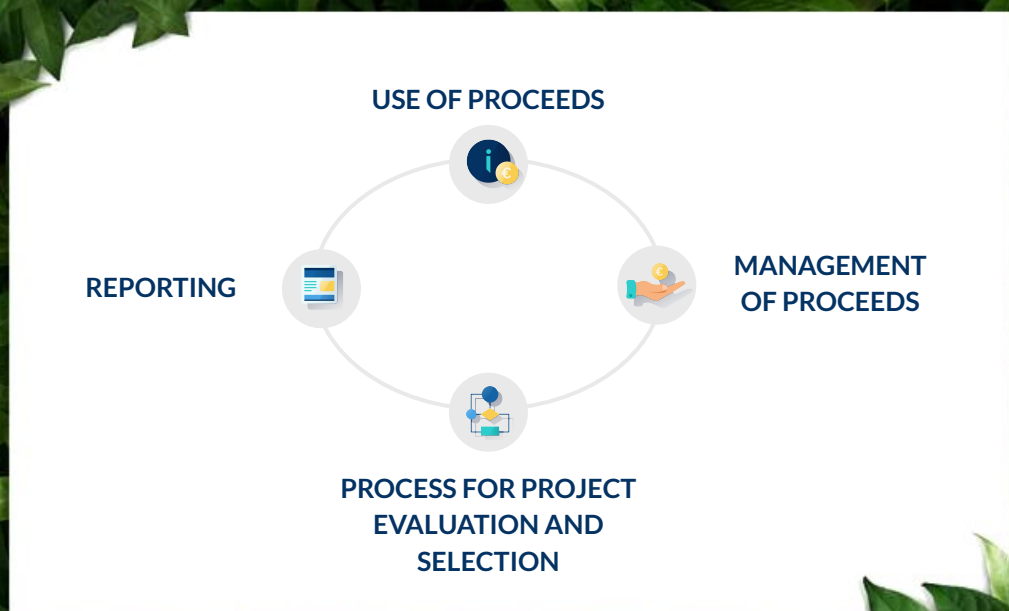 USE OF PROCEEDS
REPORTING
MANAGEMENT
OF PROCEEDS
PROCESS FOR PROJECT
EVALUATION AND
SELECTION